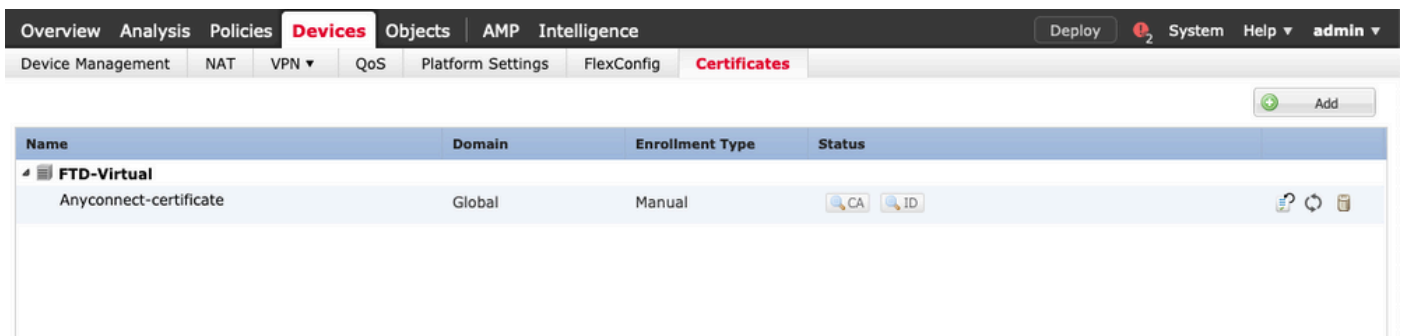 Overview Analysis Policies Devices Objects AMP Intelligence Deploy 2 System Help admin
Device Management NAT VPN QoS Platform Settings FlexConfig Certificates
Add
Name Domain Enrollment Type Status
FTD-Virtual
Anyconnect-certificate Global Manual CA ID